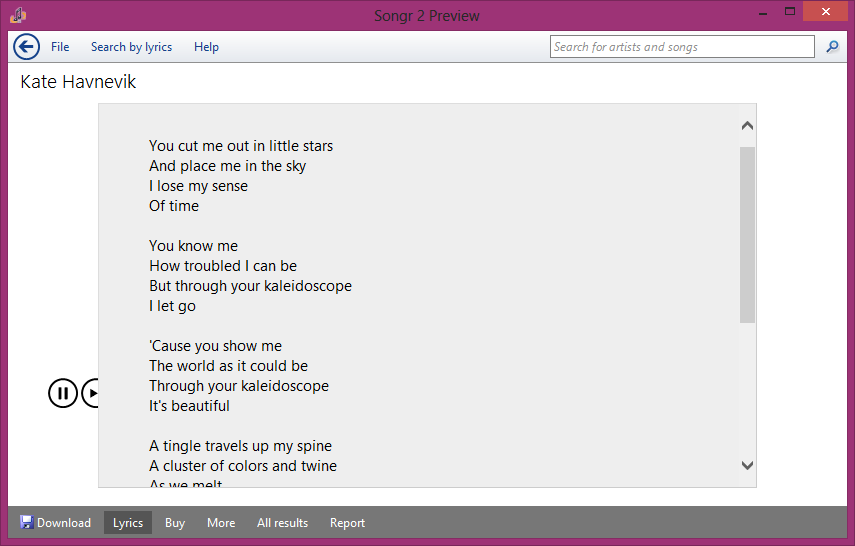 Songr 2 Preview
File Search by lyrics Help Search for artists and songs
Kate Havnevik
You cut me out in little stars
And place me in the sky
I lose my sense
Of time
You know me
How troubled I can be
But through your kaleidoscope
I let go
'Cause you show me
The world as it could be
Through your kaleidoscope
It's beautiful
A tingle travels up my spine
A cluster of colors and twine
As we melt
Download Lyrics Buy More All results Report